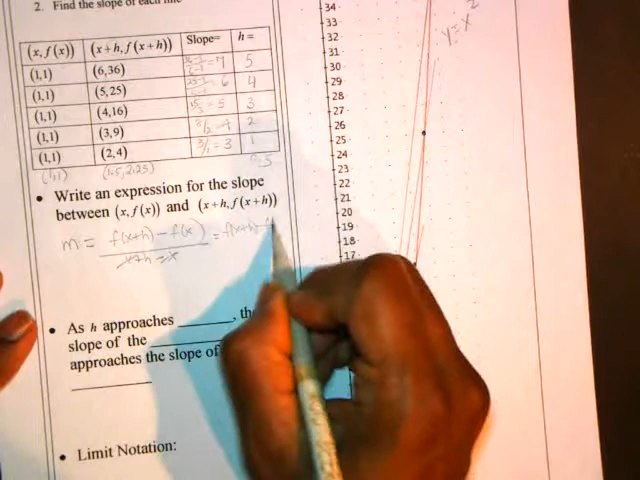 2. Find the slope of each line
(x, f(x)) (x+h, f(x+h)) Slope= h=
(1,1) (6,36) =7 5
(1,1) (5,25) =6 4
(1,1) (4,16) 15/3=5 3
(1,1) (3,9) 2
(1,1) (2,4) 3/1=3 1
(1,1) (1.5, 2.25) 0.5
• Write an expression for the slope
between (x, f(x)) and (x+h, f(x+h))
m = f(x+h) - f(x) / x+h-x = f(x+h)-f
• As h approaches ______, th
slope of the
approaches the slope of
• Limit Notation:
y=x²
34
33
32
31
30
29
28
27
26
25
24
23
22
21
20
19
18
17